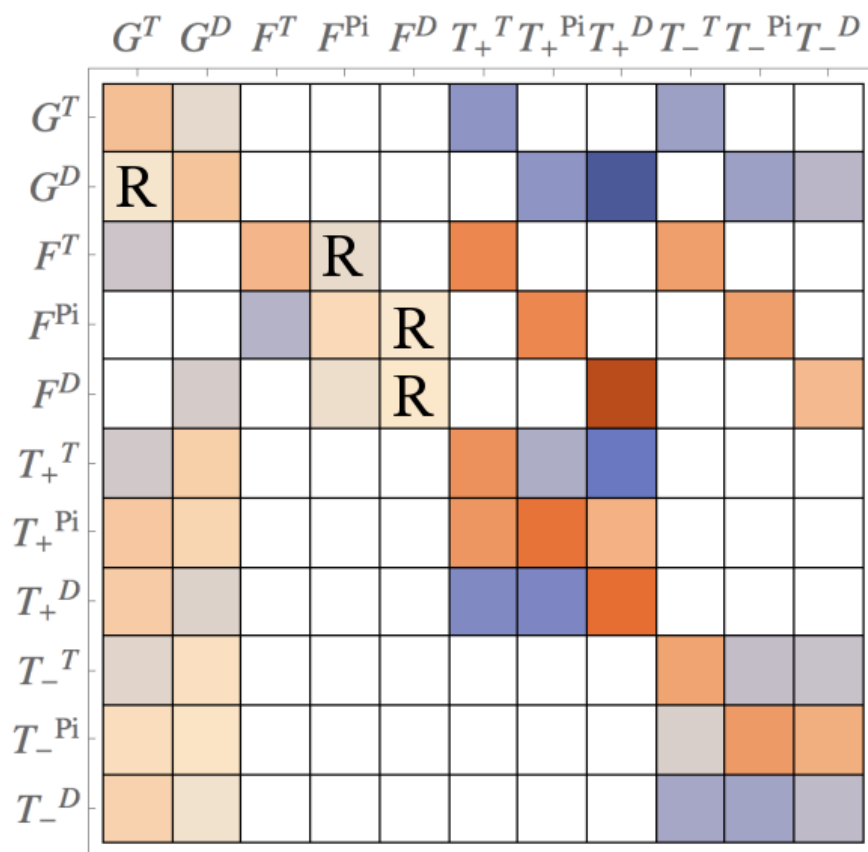 G^T G^D F^T F^Pi F^D T_+^T T_+^Pi T_+^D T_-^T T_-^Pi T_-^D
G^T
G^D R
F^T R
F^Pi R
F^D R
T_+^T
T_+^Pi
T_+^D
T_-^T
T_-^Pi
T_-^D